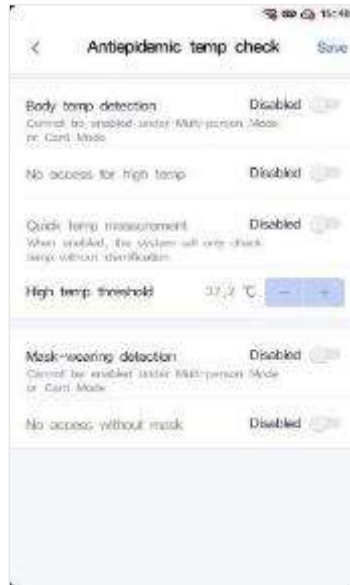 15:48
Antiepidemic temp check Save
Body temp detection Disabled
Cannot be enabled under Multi-person Mode
or Card Mode
No access for high temp Disabled
Quick temp measurement Disabled
When enabled, the system will only check
temp without identification
High temp threshold 37.2 ℃ - +
Mask-wearing detection Disabled
Cannot be enabled under Multi-person Mode
or Card Mode
No access without mask Disabled